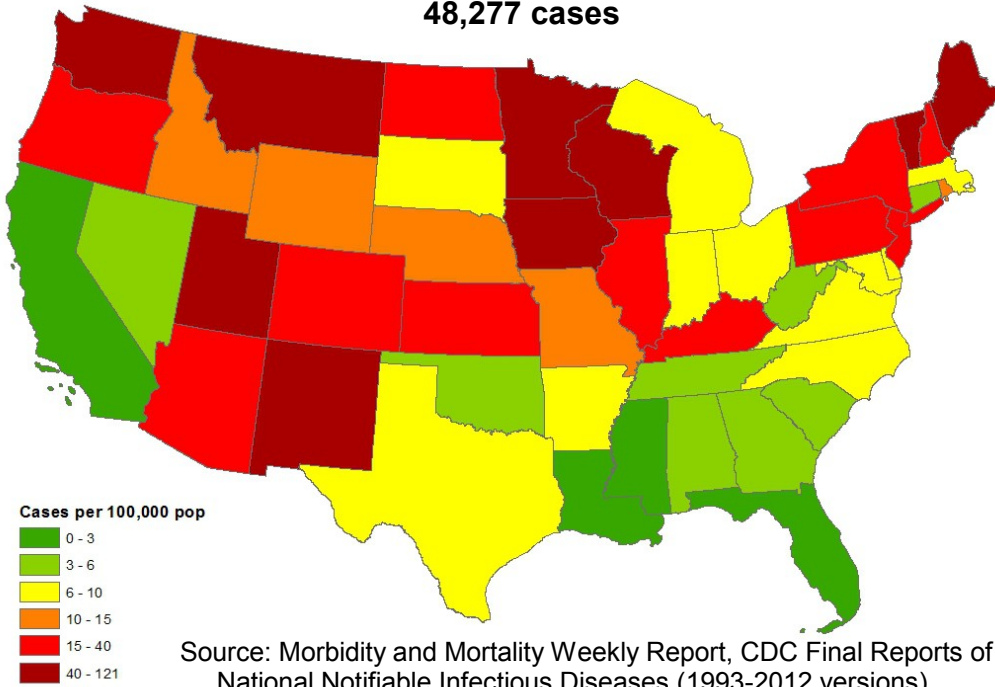 48,277 cases
Cases per 100,000 pop
0 - 3
3 - 6
6 - 10
10 - 15
15 - 40
40 - 121
Source: Morbidity and Mortality Weekly Report, CDC Final Reports of
National Notifiable Infectious Diseases (1993-2012 versions)